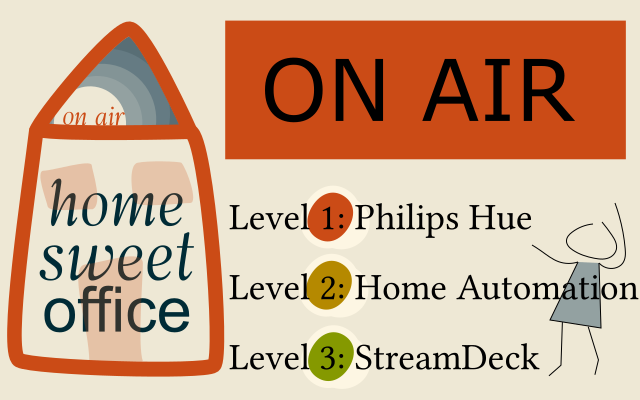 on air
home
sweet
office
ON AIR
Level 1: Philips Hue
Level 2: Home Automation
Level 3: StreamDeck